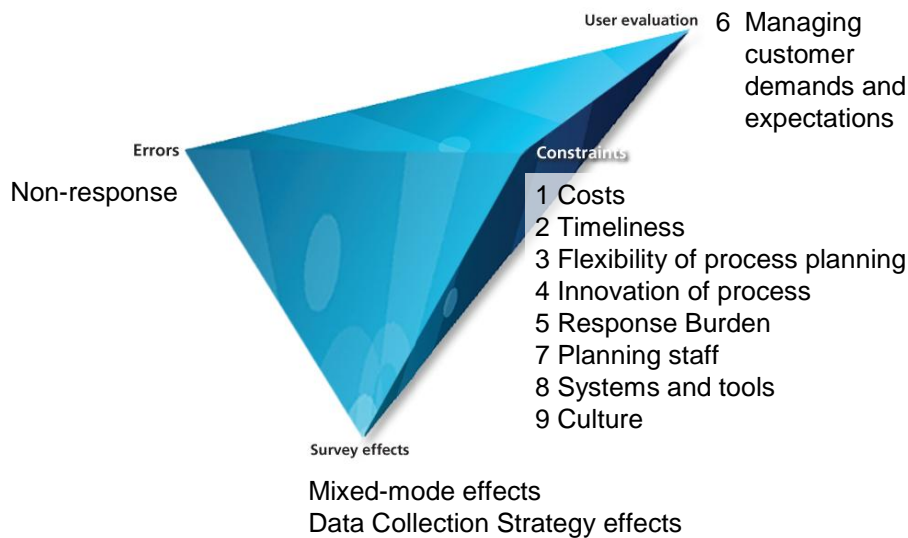 User evaluation
6 Managing
customer
demands and
expectations
Errors
Non-response
Constraints
1 Costs
2 Timeliness
3 Flexibility of process planning
4 Innovation of process
5 Response Burden
7 Planning staff
8 Systems and tools
9 Culture
Survey effects
Mixed-mode effects
Data Collection Strategy effects